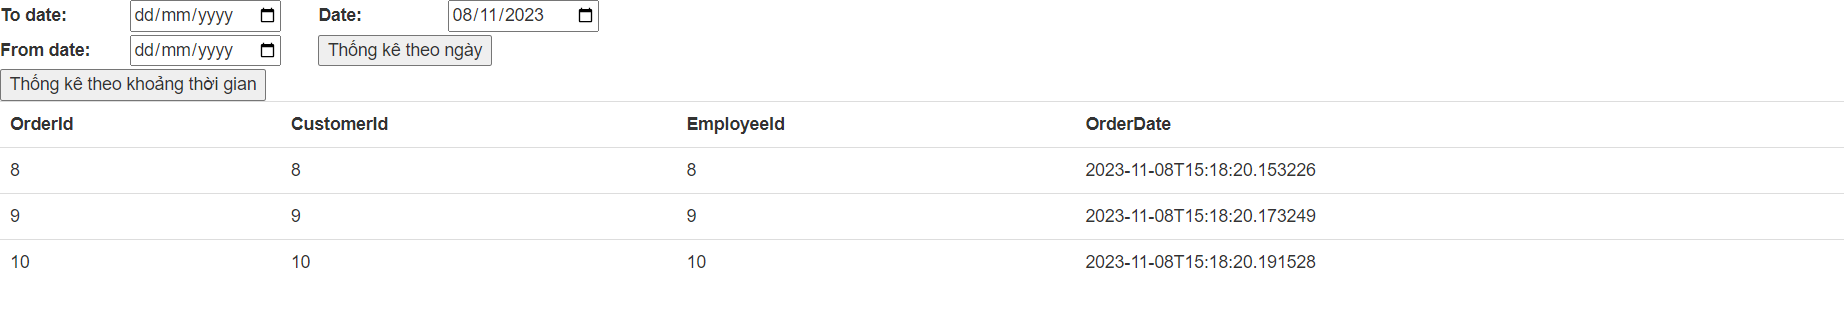 To date: dd/mm/yyyy Date: 08/11/2023
From date: dd/mm/yyyy Thống kê theo ngày
Thống kê theo khoảng thời gian
OrderId CustomerId EmployeeId OrderDate
8 8 8 2023-11-08T15:18:20.153226
9 9 9 2023-11-08T15:18:20.173249
10 10 10 2023-11-08T15:18:20.191528